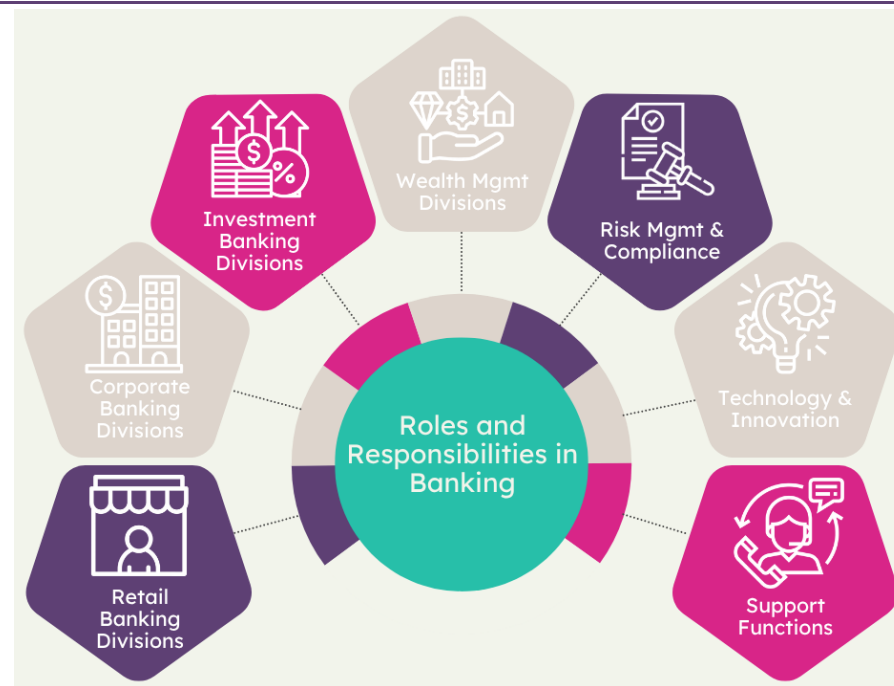 Wealth Mgmt
Divisions
Investment
Banking
Divisions
Risk Mgmt &
Compliance
Corporate
Banking
Divisions
Technology &
Innovation
Roles and
Responsibilities in
Banking
Retail
Banking
Divisions
Support
Functions